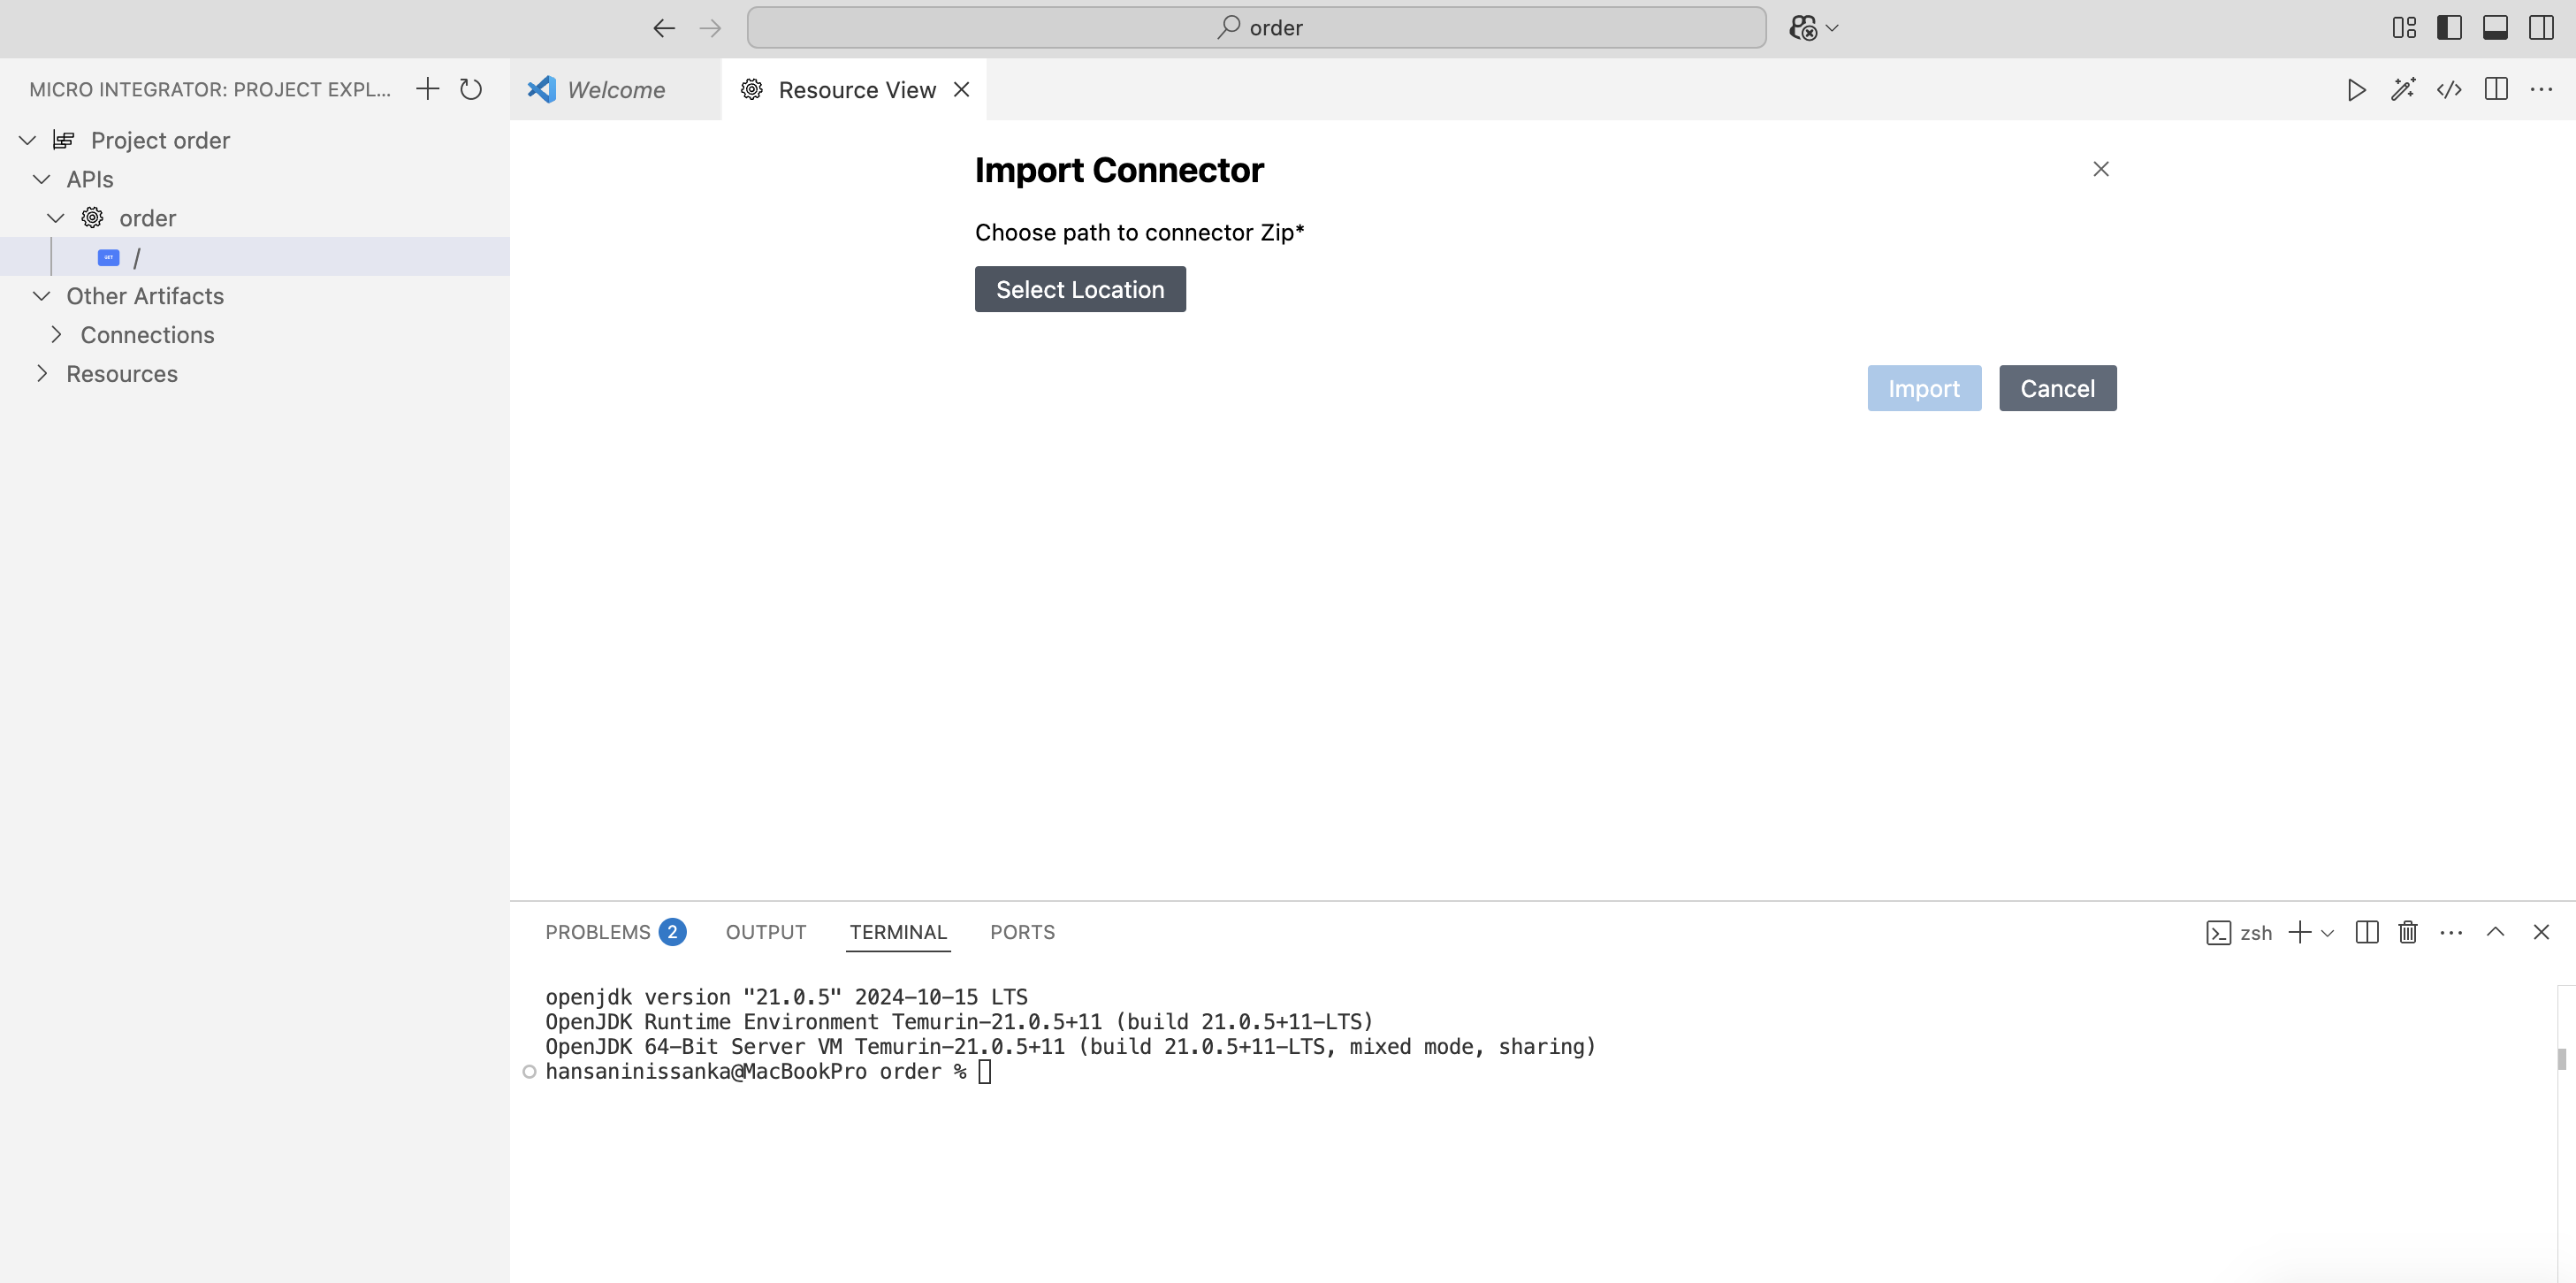 order
MICRO INTEGRATOR: PROJECT EXPL...
Welcome
Resource View
Project order
APIs
order
GET /
Other Artifacts
Connections
Resources
Import Connector
Choose path to connector Zip*
Select Location
Import
Cancel
PROBLEMS 2
OUTPUT
TERMINAL
PORTS
zsh
openjdk version "21.0.5" 2024-10-15 LTS
OpenJDK Runtime Environment Temurin-21.0.5+11 (build 21.0.5+11-LTS)
OpenJDK 64-Bit Server VM Temurin-21.0.5+11 (build 21.0.5+11-LTS, mixed mode, sharing)
hansaninissanka@MacBookPro order %